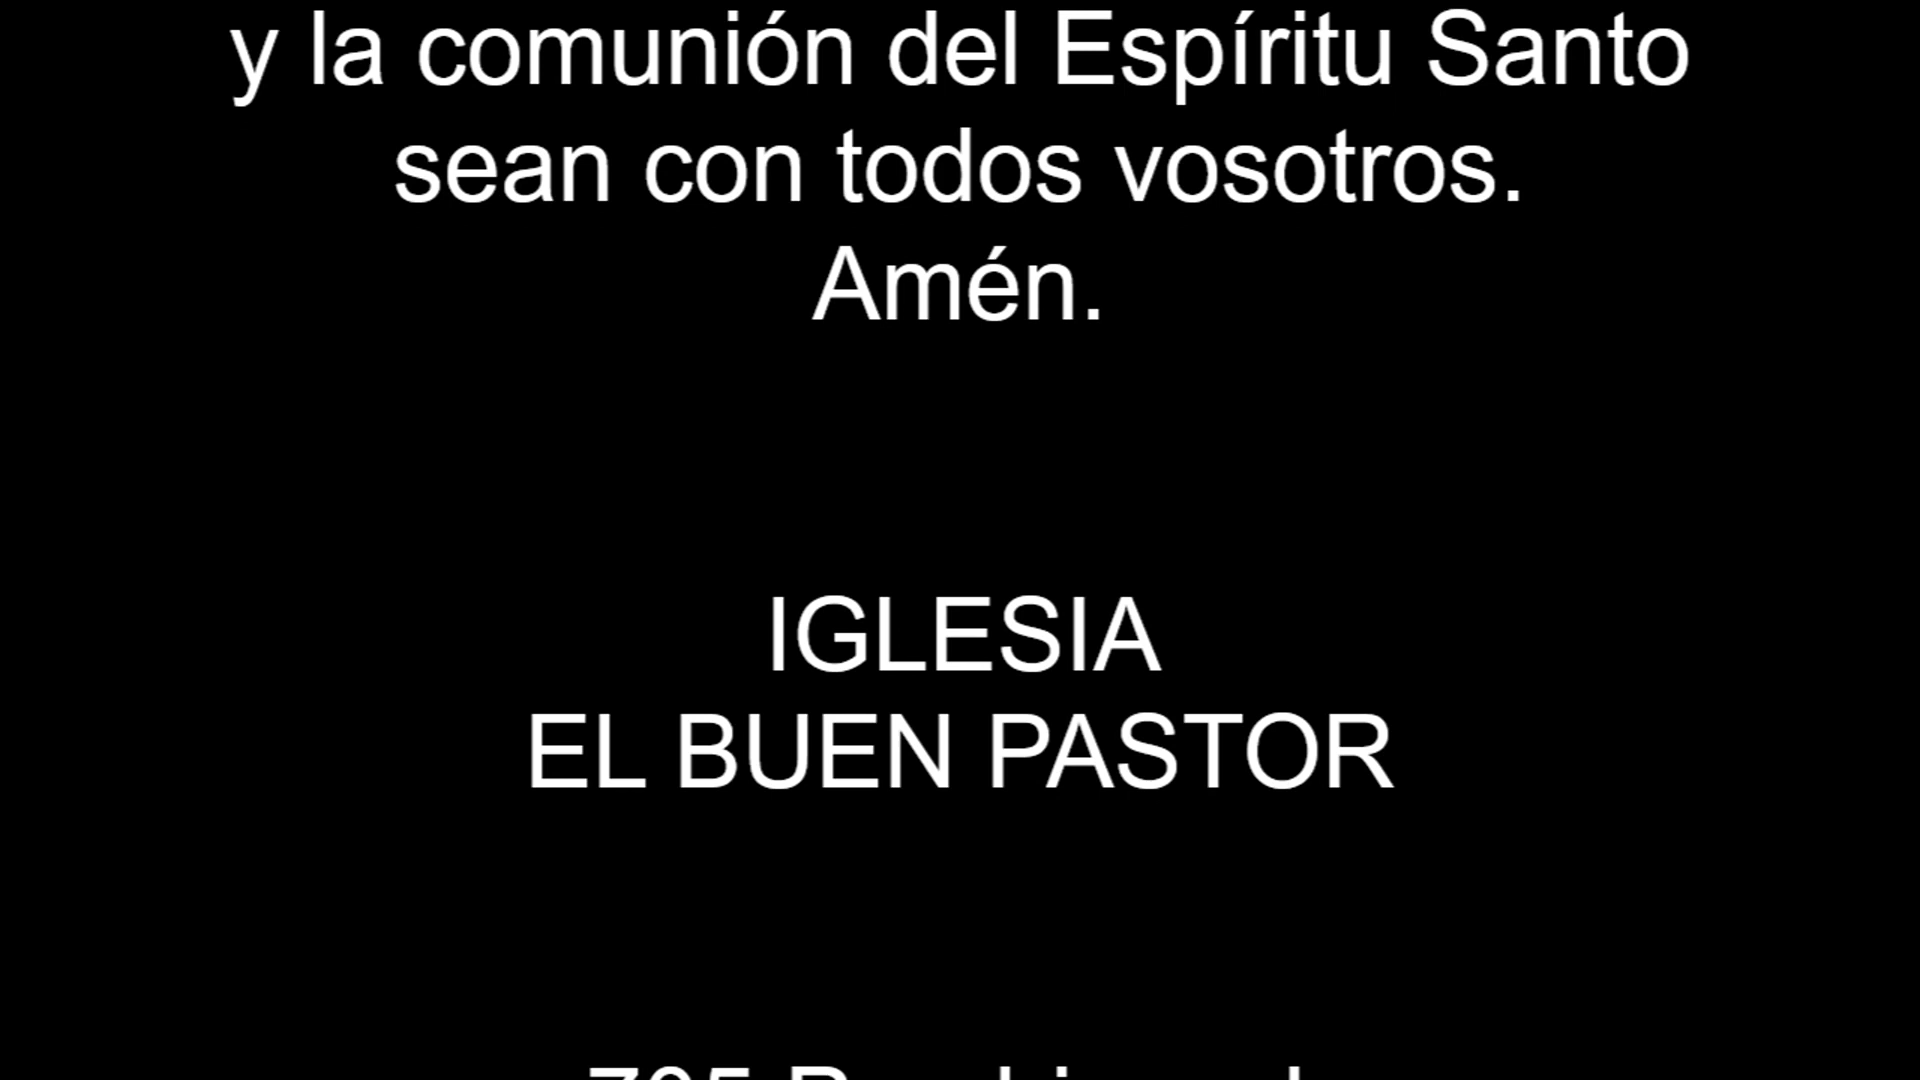 y la comunión del Espíritu Santo
sean con todos vosotros.
Amén.
IGLESIA
EL BUEN PASTOR